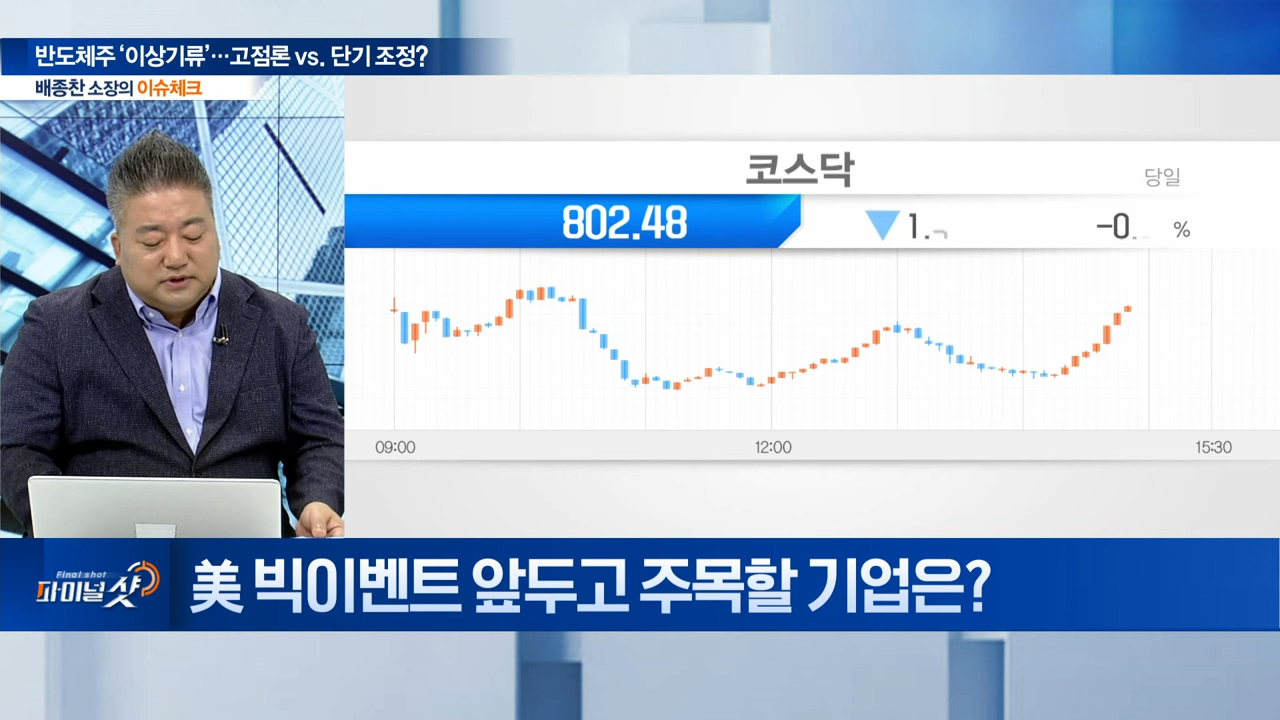 반도체주 ‘이상기류’…고점론 vs. 단기 조정?
배종찬 소장의 이슈체크
코스닥
당일
802.48 ▼ 1. -0. %
09:00 12:00 15:30
Final shot
파이널 샷
美 빅이벤트 앞두고 주목할 기업은?